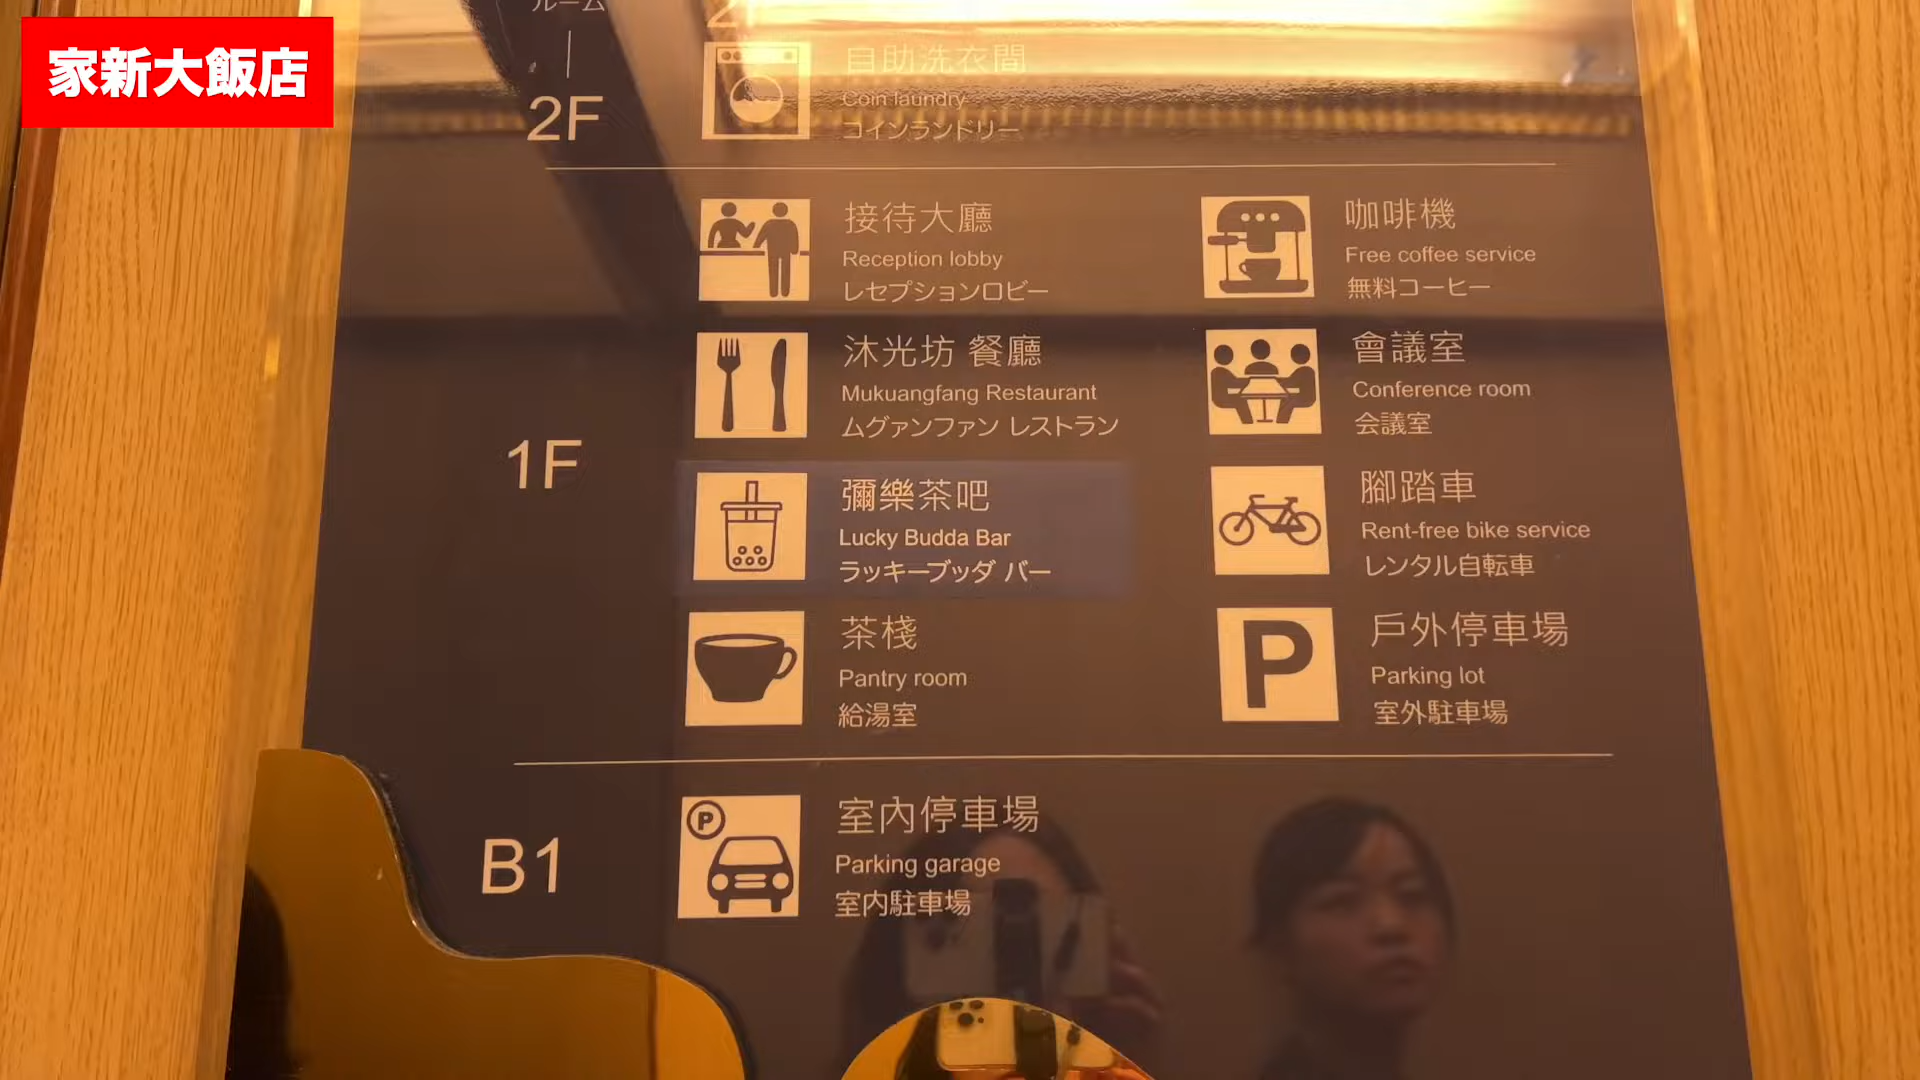 家新大飯店
ルーム
2F
自助洗衣間
Coin laundry
コインランドリー
1F
接待大廳
Reception lobby
レセプションロビー
咖啡機
Free coffee service
無料コーヒー
沐光坊 餐廳
Mukuangfang Restaurant
ムグァンファン レストラン
會議室
Conference room
会議室
彌樂茶吧
Lucky Budda Bar
ラッキーブッダ バー
腳踏車
Rent-free bike service
レンタル自転車
茶棧
Pantry room
給湯室
P
戶外停車場
Parking lot
室外駐車場
B1
P
室內停車場
Parking garage
室内駐車場